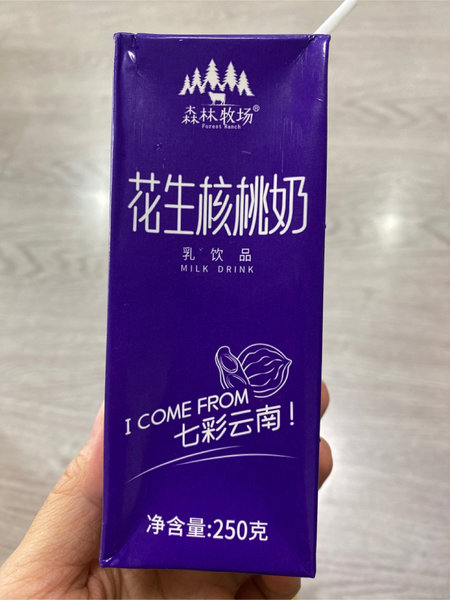 森林牧场®
Forest Ranch
花生核桃奶
乳饮品
MILK DRINK
I COME FROM
七彩云南!
净含量:250克